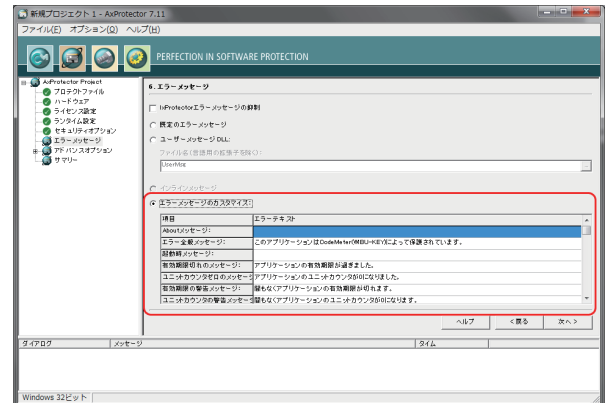 新規プロジェクト 1 - AxProtector 7.11
ファイル(E) オプション(O) ヘルプ(H)
PERFECTION IN SOFTWARE PROTECTION
AxProtector Project
プロテクトファイル
ハードウェア
ライセンス設定
ランタイム設定
セキュリティオプション
エラーメッセージ
アドバンスオプション
サマリー
6.エラーメッセージ
IxProtectorエラーメッセージの抑制
既定のエラーメッセージ
ユーザーメッセージ DLL:
ファイル名(言語用の拡張子を除く):
UserMsg
インラインメッセージ
エラーメッセージのカスタマイズ:
項目 エラーテキスト
Aboutメッセージ:
エラー全般メッセージ: このアプリケーションはCodeMeter(WIBU-KEY)によって保護されています。
起動時メッセージ:
有効期限切れのメッセージ: アプリケーションの有効期限が過ぎました。
ユニットカウンタゼロのメッセージ アプリケーションのユニットカウンタが0になりました。
有効期限の警告メッセージ: 間もなくアプリケーションの有効期限が切れます。
ユニットカウンタの警告メッセージ 間もなくアプリケーションのユニットカウンタが0になります。
ヘルプ <戻る 次へ>
ダイアログ メッセージ タイム
Windows 32ビット